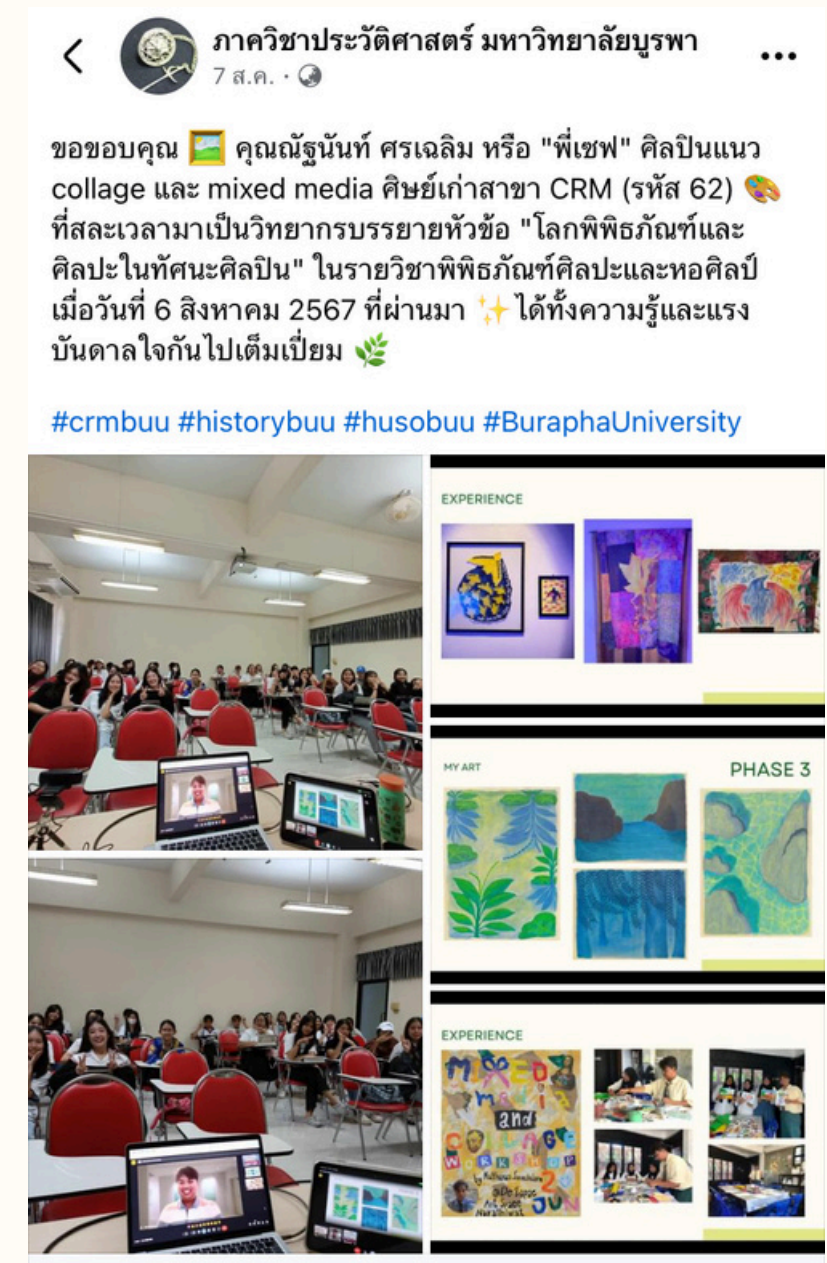 ภาควิชาประวัติศาสตร์ มหาวิทยาลัยบูรพา
7 ส.ค. ·
ขอขอบคุณ 🖼️ คุณณัฐนันท์ ศรเฉลิม หรือ "พี่เซฟ" ศิลปินแนว
collage และ mixed media ศิษย์เก่าสาขา CRM (รหัส 62) 🎨
ที่สละเวลามาเป็นวิทยากรบรรยายหัวข้อ "โลกพิพิธภัณฑ์และ
ศิลปะในทัศนะศิลปิน" ในรายวิชาพิพิธภัณฑ์ศิลปะและหอศิลป์
เมื่อวันที่ 6 สิงหาคม 2567 ที่ผ่านมา ✨ ได้ทั้งความรู้และแรง
บันดาลใจกันไปเต็มเปี่ยม 🌿
#crmbuu #historybuu #husobuu #BuraphaUniversity
EXPERIENCE
MY ART
PHASE 3
EXPERIENCE
MIXED
MEDIA
and
COLLAGE
WORKSHOP
20
JUN